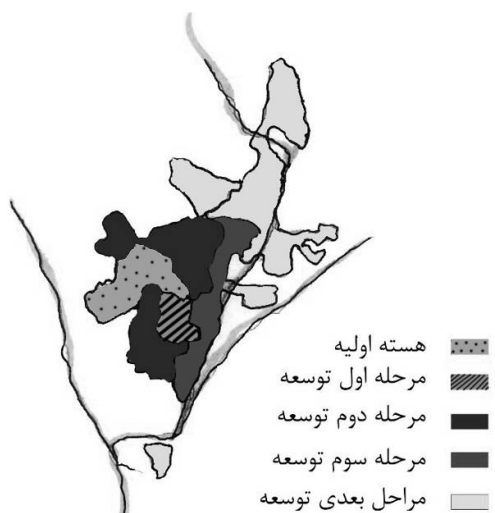 هسته اولیه
مرحله اول توسعه
مرحله دوم توسعه
مرحله سوم توسعه
مراحل بعدی توسعه